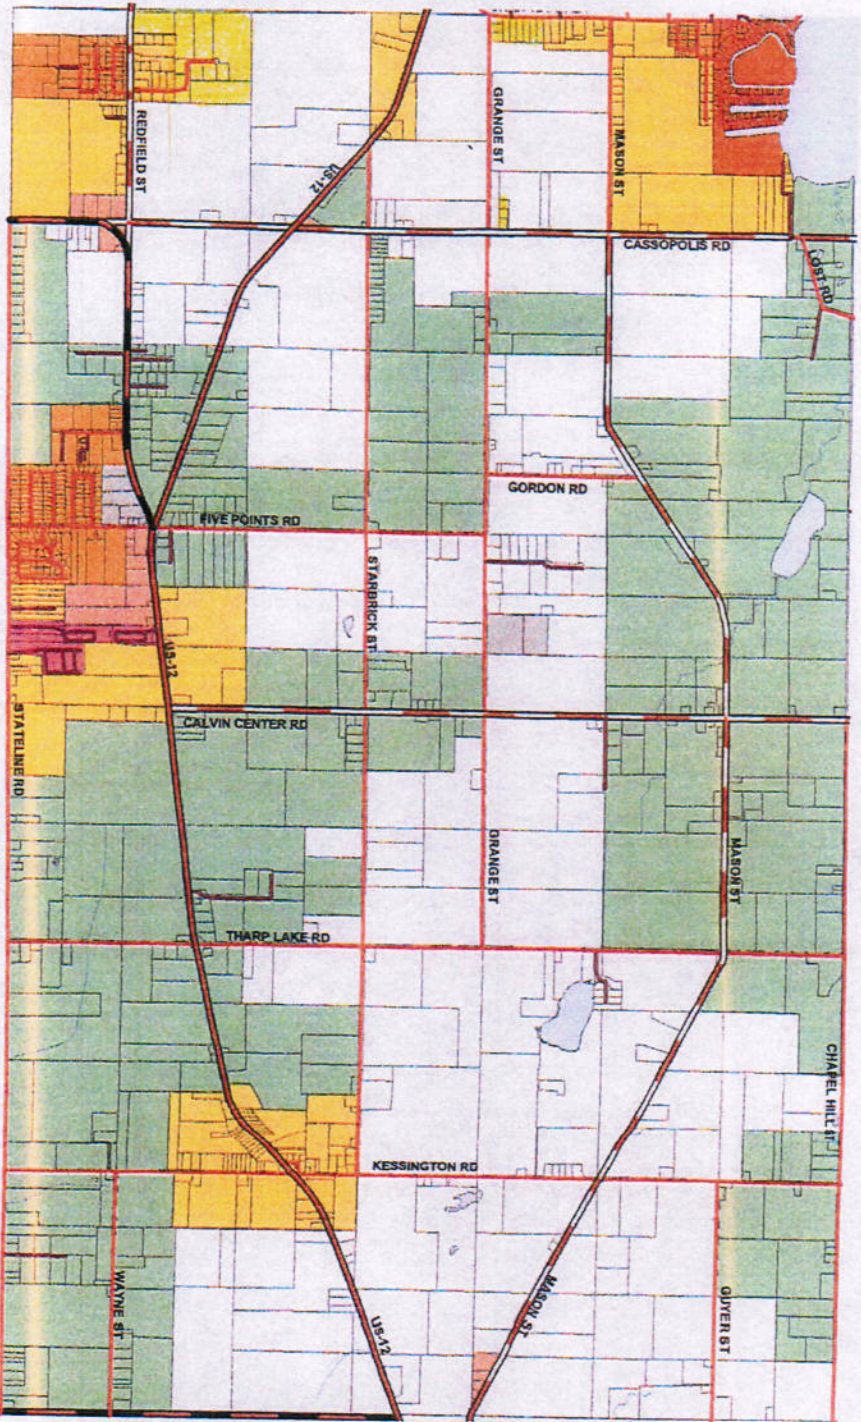 REDFIELD ST
US-12
GRANGE ST
MASON ST
CASSOPOLIS RD
LOST RD
GORDON RD
FIVE POINTS RD
STARBRICK ST
US-12
CALVIN CENTER RD
STATELINE RD
GRANGE ST
MASON ST
THARP LAKE RD
CHAPEL HILL ST
KESSINGTON RD
WAYNE ST
US-12
MASON ST
GUYER ST